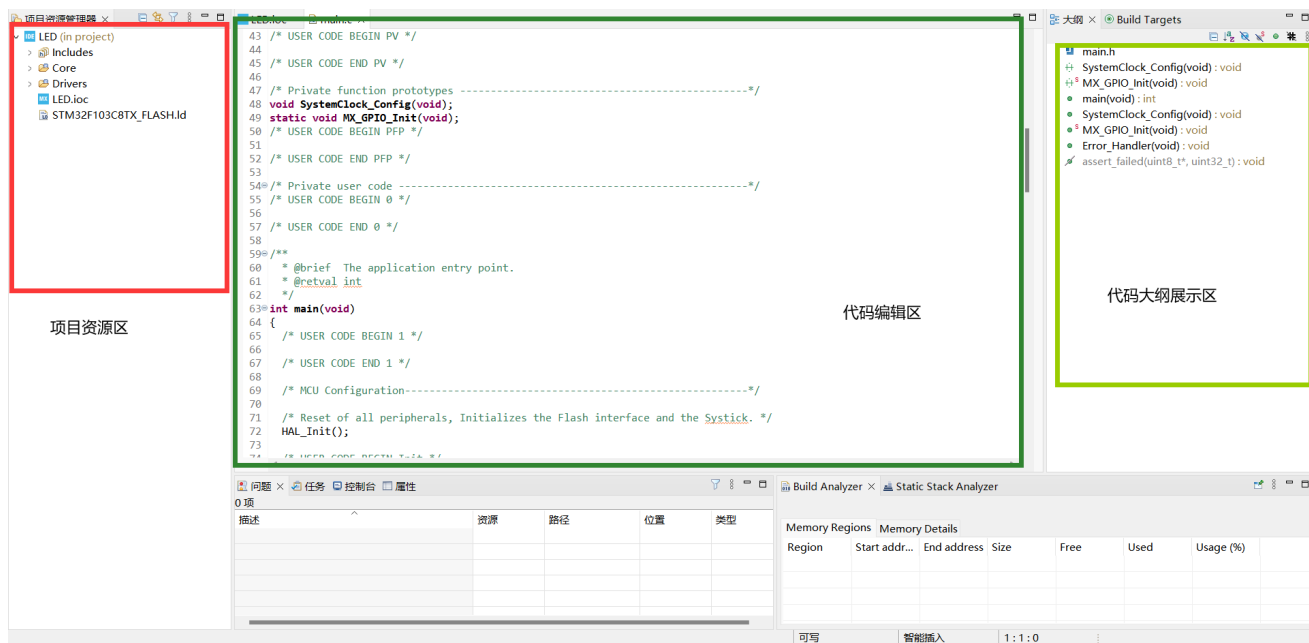 项目资源管理器
LED (in project)
Includes
Core
Drivers
LED.ioc
STM32F103C8TX_FLASH.ld
项目资源区
LED.ioc main.c
43 /* USER CODE BEGIN PV */
44
45 /* USER CODE END PV */
46
47 /* Private function prototypes -----------------------------------------------*/
48 void SystemClock_Config(void);
49 static void MX_GPIO_Init(void);
50 /* USER CODE BEGIN PFP */
51
52 /* USER CODE END PFP */
53
54 /* Private user code ---------------------------------------------------------*/
55 /* USER CODE BEGIN 0 */
56
57 /* USER CODE END 0 */
58
59 /**
60 * @brief The application entry point.
61 * @retval int
62 */
63 int main(void)
64 {
65 /* USER CODE BEGIN 1 */
66
67 /* USER CODE END 1 */
68
69 /* MCU Configuration--------------------------------------------------------*/
70
71 /* Reset of all peripherals, Initializes the Flash interface and the Systick. */
72 HAL_Init();
73
74 /* USER CODE BEGIN Init */
代码编辑区
大纲 Build Targets
main.h
SystemClock_Config(void) : void
MX_GPIO_Init(void) : void
main(void) : int
SystemClock_Config(void) : void
MX_GPIO_Init(void) : void
Error_Handler(void) : void
assert_failed(uint8_t*, uint32_t) : void
代码大纲展示区
问题 任务 控制台 属性
0 项
描述 资源 路径 位置 类型
Build Analyzer Static Stack Analyzer
Memory Regions Memory Details
Region Start addr... End address Size Free Used Usage (%)
可写 智能插入 1 : 1 : 0